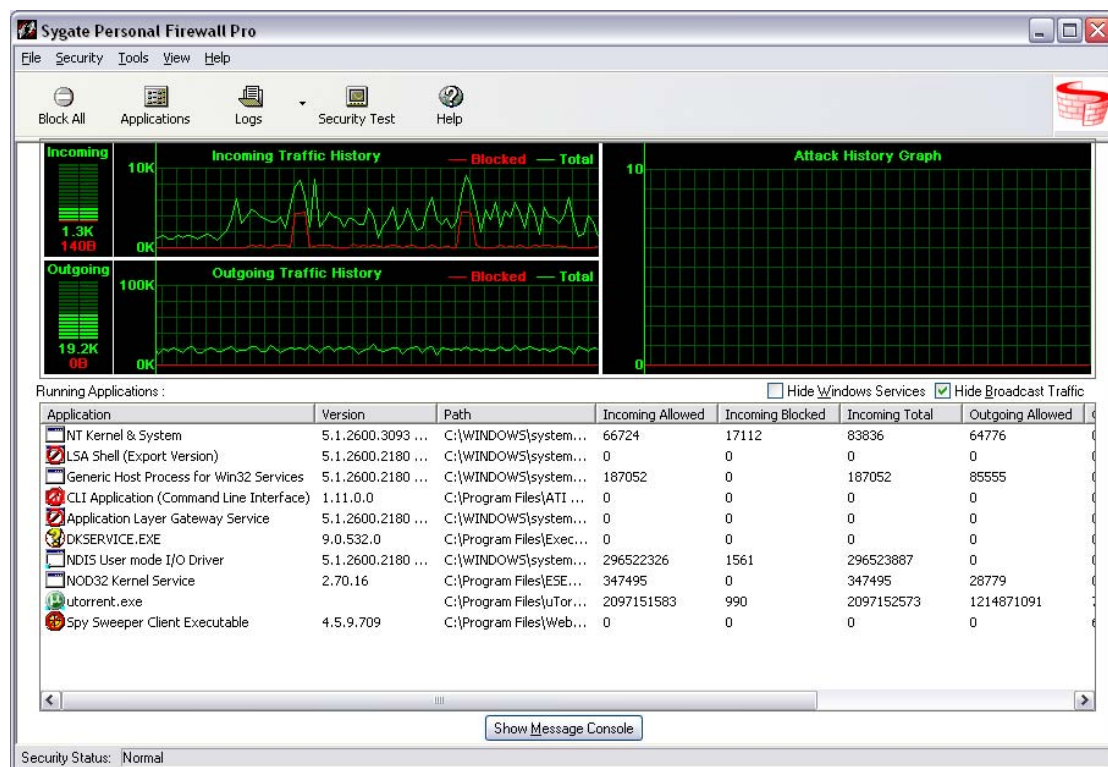 Sygate Personal Firewall Pro
File Security Tools View Help
Block All Applications Logs Security Test Help
Incoming
1.3K
140B
Incoming Traffic History
Blocked Total
10K
0K
Outgoing
19.2K
0B
Outgoing Traffic History
Blocked Total
100K
0K
Attack History Graph
10
0
Running Applications :
Hide Windows Services Hide Broadcast Traffic
Application Version Path Incoming Allowed Incoming Blocked Incoming Total Outgoing Allowed
NT Kernel & System 5.1.2600.3093 ... C:\WINDOWS\system... 66724 17112 83836 64776
LSA Shell (Export Version) 5.1.2600.2180 ... C:\WINDOWS\system... 0 0 0 0
Generic Host Process for Win32 Services 5.1.2600.2180 ... C:\WINDOWS\system... 187052 0 187052 85555
CLI Application (Command Line Interface) 1.11.0.0 C:\Program Files\ATI ... 0 0 0 0
Application Layer Gateway Service 5.1.2600.2180 ... C:\WINDOWS\system... 0 0 0 0
DKSERVICE.EXE 9.0.532.0 C:\Program Files\Exec... 0 0 0 0
NDIS User mode I/O Driver 5.1.2600.2180 ... C:\WINDOWS\system... 296522326 1561 296523887 0
NOD32 Kernel Service 2.70.16 C:\Program Files\ESE... 347495 0 347495 28779
utorrent.exe C:\Program Files\uTor... 2097151583 990 2097152573 1214871091
Spy Sweeper Client Executable 4.5.9.709 C:\Program Files\Web... 0 0 0 0
Show Message Console
Security Status: Normal